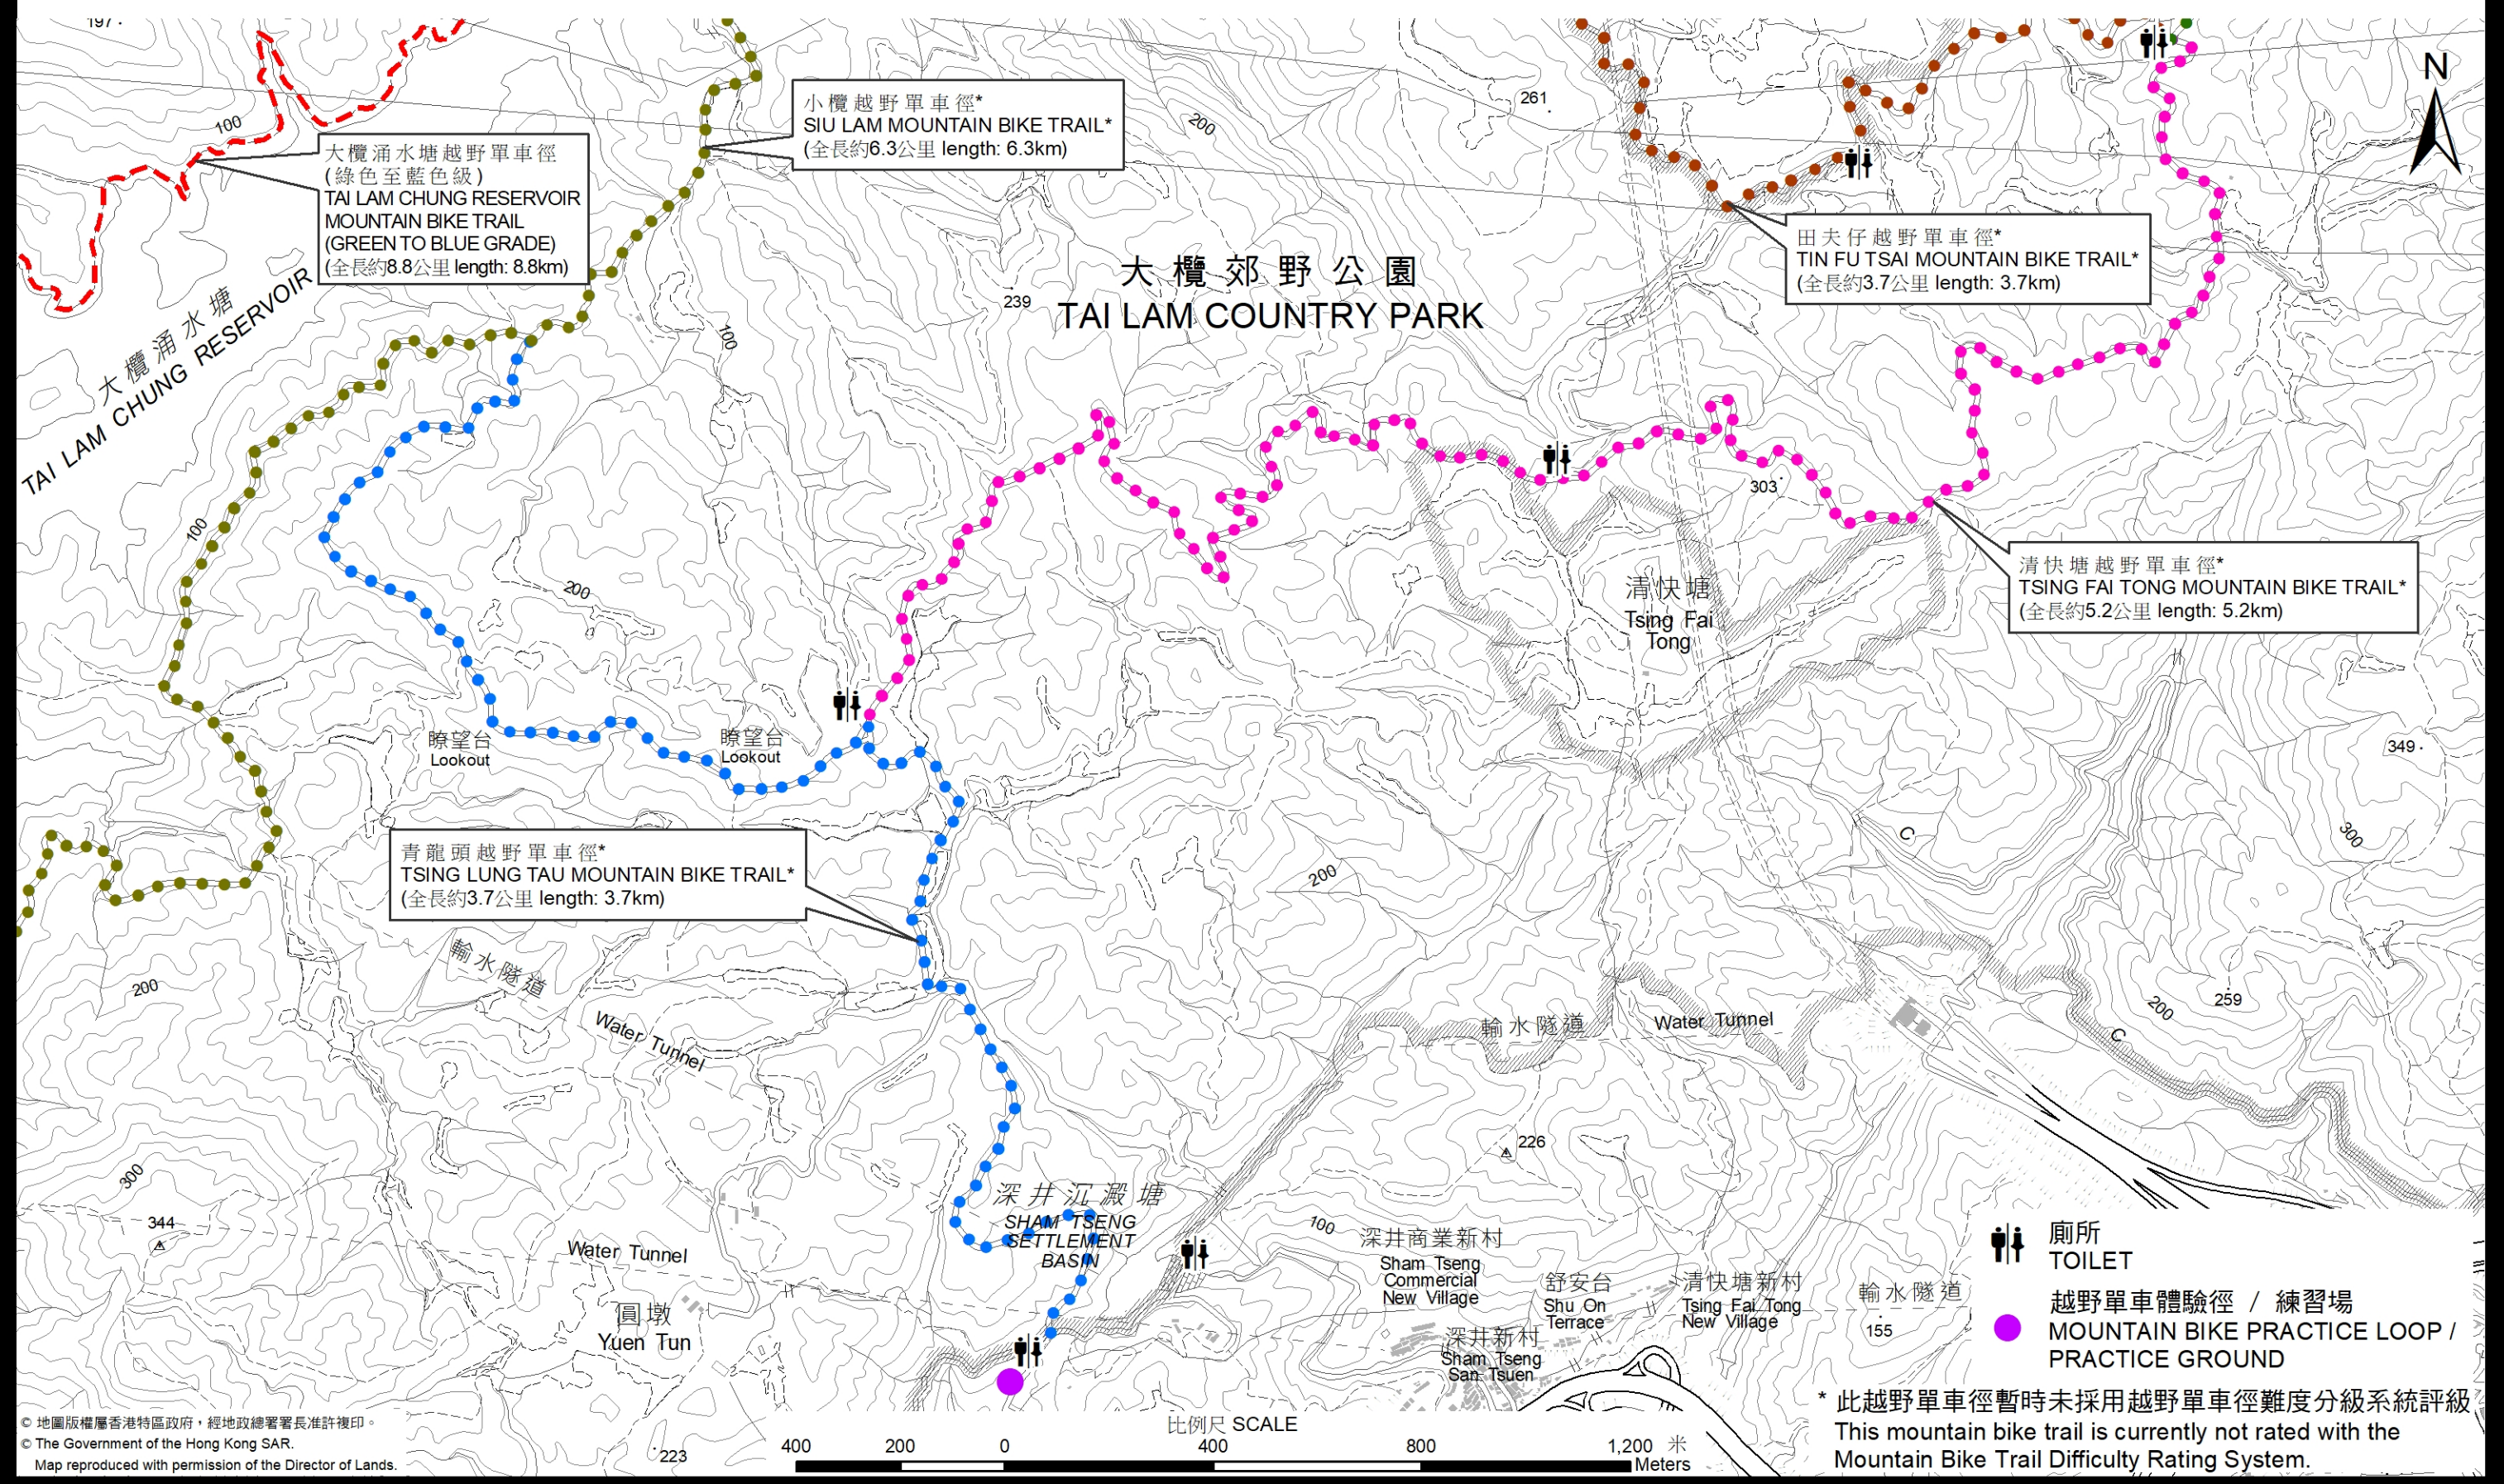 197
100
大欖涌水塘越野單車徑
(綠色至藍色級)
TAI LAM CHUNG RESERVOIR
MOUNTAIN BIKE TRAIL
(GREEN TO BLUE GRADE)
(全長約8.8公里 length: 8.8km)
小欖越野單車徑*
SIU LAM MOUNTAIN BIKE TRAIL*
(全長約6.3公里 length: 6.3km)
200
261
N
田夫仔越野單車徑*
TIN FU TSAI MOUNTAIN BIKE TRAIL*
(全長約3.7公里 length: 3.7km)
大欖郊野公園
TAI LAM COUNTRY PARK
239
100
大欖涌水塘
TAI LAM CHUNG RESERVOIR
100
303
200
清快塘
Tsing Fai
Tong
清快塘越野單車徑*
TSING FAI TONG MOUNTAIN BIKE TRAIL*
(全長約5.2公里 length: 5.2km)
瞭望台
Lookout
瞭望台
Lookout
349
C
300
青龍頭越野單車徑*
TSING LUNG TAU MOUNTAIN BIKE TRAIL*
(全長約3.7公里 length: 3.7km)
200
輸水隧道
Water Tunnel
200
輸水隧道
Water Tunnel
259
200
C
226
300
344
深井沉澱塘
SHAM TSENG
SETTLEMENT
BASIN
Water Tunnel
圓墩
Yuen Tun
100
深井商業新村
Sham Tseng
Commercial
New Village
舒安台
Shu On
Terrace
清快塘新村
Tsing Fai Tong
New Village
輸水隧道
155
深井新村
Sham Tseng
San Tsuen
223
廁所
TOILET
越野單車體驗徑 / 練習場
MOUNTAIN BIKE PRACTICE LOOP /
PRACTICE GROUND
* 此越野單車徑暫時未採用越野單車徑難度分級系統評級
This mountain bike trail is currently not rated with the
Mountain Bike Trail Difficulty Rating System.
比例尺 SCALE
400 200 0 400 800 1,200 米
Meters
© 地圖版權屬香港特區政府，經地政總署署長准許複印。
© The Government of the Hong Kong SAR.
Map reproduced with permission of the Director of Lands.